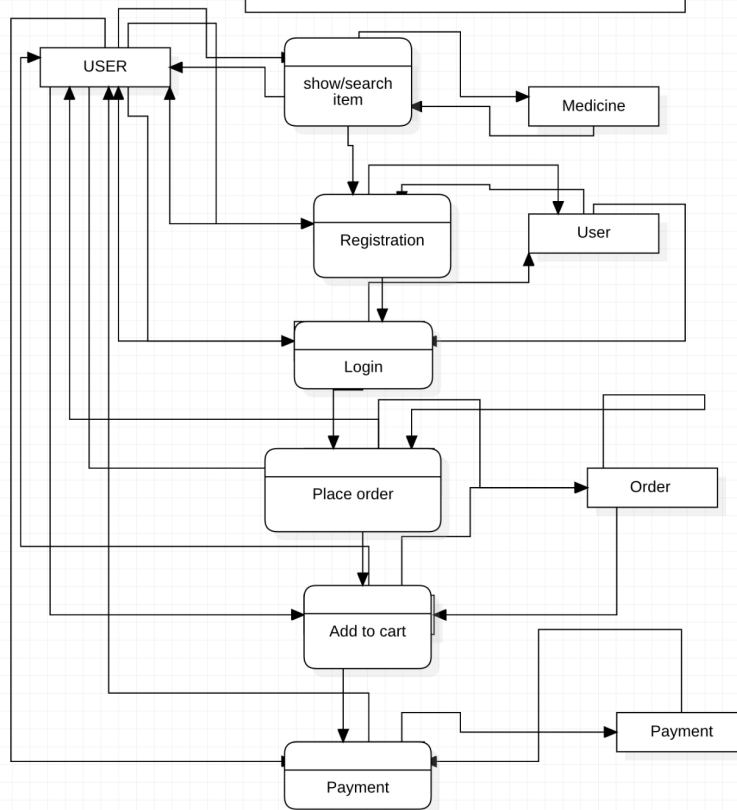 USER
show/search
item
Medicine
Registration
User
Login
Place order
Order
Add to cart
Payment
Payment